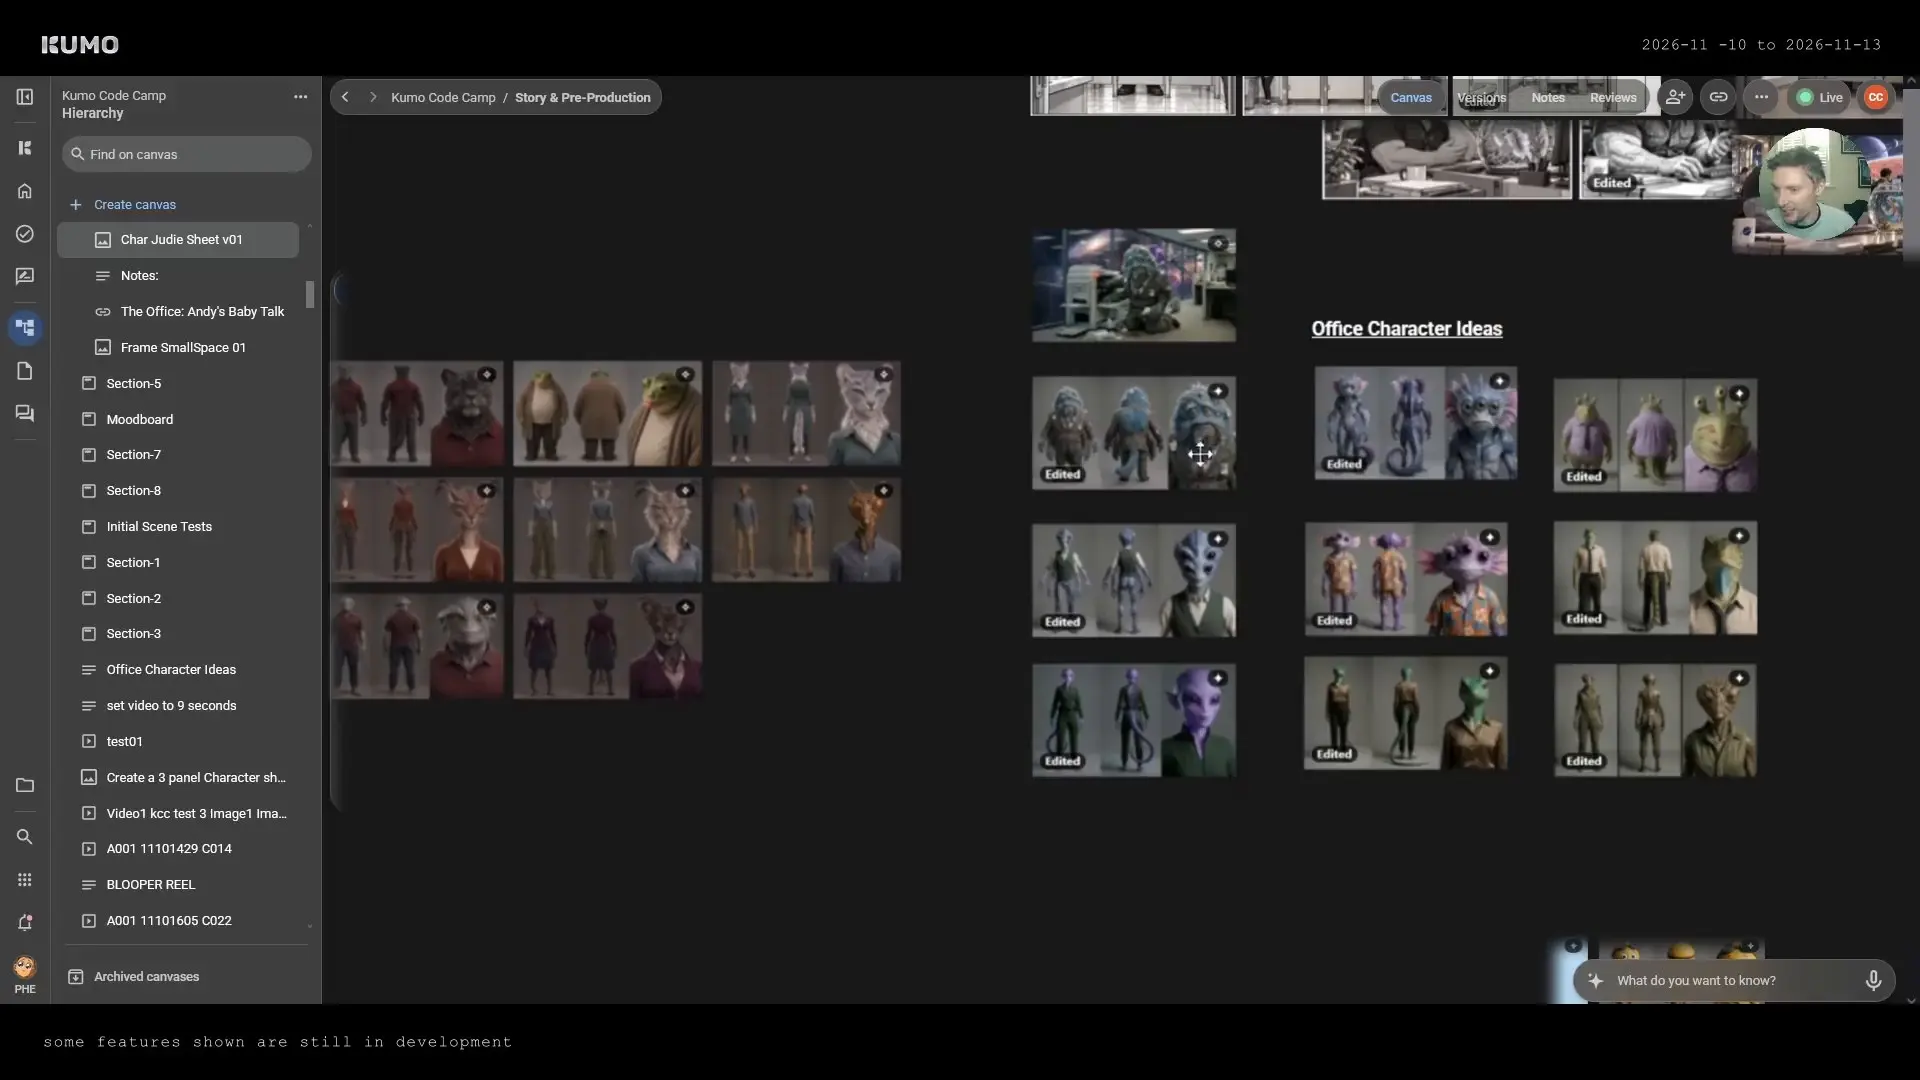 KUMO
2026-11 -10 to 2026-11-13
Kumo Code Camp
Hierarchy
Find on canvas
Create canvas
Char Judie Sheet v01
Notes:
The Office: Andy's Baby Talk
Frame SmallSpace 01
Section-5
Moodboard
Section-7
Section-8
Initial Scene Tests
Section-1
Section-2
Section-3
Office Character Ideas
set video to 9 seconds
test01
Create a 3 panel Character sh...
Video1 kcc test 3 Image1 Ima...
A001 11101429 C014
BLOOPER REEL
A001 11101605 C022
Archived canvases
PHE
Kumo Code Camp / Story & Pre-Production
Canvas
Versions
Notes
Reviews
Live
CC
Edited
Edited
Office Character Ideas
Edited
Edited
Edited
Edited
Edited
Edited
Edited
Edited
Edited
What do you want to know?
some features shown are still in development